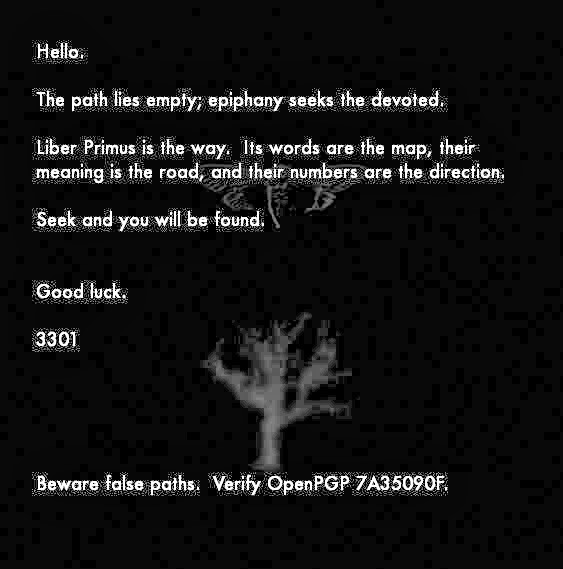 Hello.
The path lies empty; epiphany seeks the devoted.
Liber Primus is the way.  Its words are the map, their
meaning is the road, and their numbers are the direction.
Seek and you will be found.
Good luck.
3301
Beware false paths.  Verify OpenPGP 7A35090F.